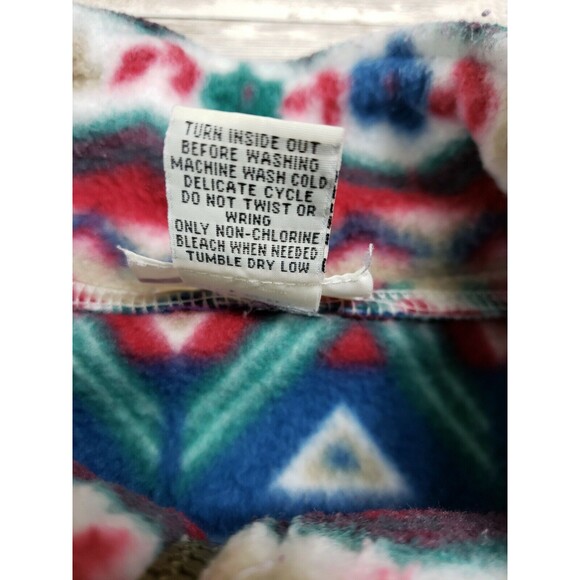 TURN INSIDE OUT
BEFORE WASHING
MACHINE WASH COLD
DELICATE CYCLE
DO NOT TWIST OR
WRING
ONLY NON-CHLORINE
BLEACH WHEN NEEDED
TUMBLE DRY LOW